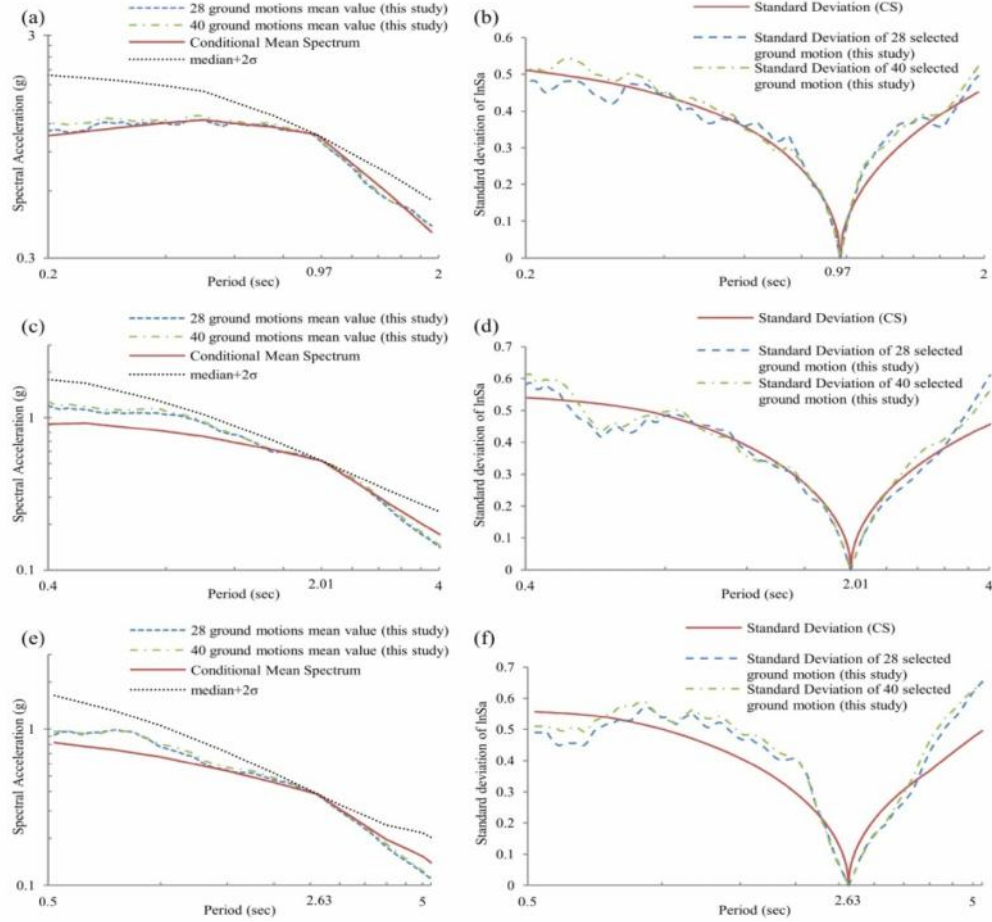 (a)
28 ground motions mean value (this study)
40 ground motions mean value (this study)
Conditional Mean Spectrum
median+2σ
Spectral Acceleration (g)
3
0.3
0.2
0.97
2
Period (sec)
(b)
Standard Deviation (CS)
Standard Deviation of 28 selected
ground motion (this study)
Standard Deviation of 40 selected
ground motion (this study)
Standard deviation of lnSa
0.6
0.5
0.4
0.3
0.2
0.1
0
0.2
0.97
2
Period (sec)
(c)
28 ground motions mean value (this study)
40 ground motions mean value (this study)
Conditional Mean Spectrum
median+2σ
Spectral Acceleration (g)
1
0.1
0.4
2.01
4
Period (sec)
(d)
Standard Deviation (CS)
Standard Deviation of 28 selected
ground motion (this study)
Standard Deviation of 40 selected
ground motion (this study)
Standard deviation of lnSa
0.7
0.6
0.5
0.4
0.3
0.2
0.1
0
0.4
2.01
4
Period (sec)
(e)
28 ground motions mean value (this study)
40 ground motions mean value (this study)
Conditional Mean Spectrum
median+2σ
Spectral Acceleration (g)
1
0.1
0.5
2.63
5
Period (sec)
(f)
Standard Deviation (CS)
Standard Deviation of 28 selected
ground motion (this study)
Standard Deviation of 40 selected
ground motion (this study)
Standard deviation of lnSa
0.7
0.6
0.5
0.4
0.3
0.2
0.1
0
0.5
2.63
5
Period (sec)